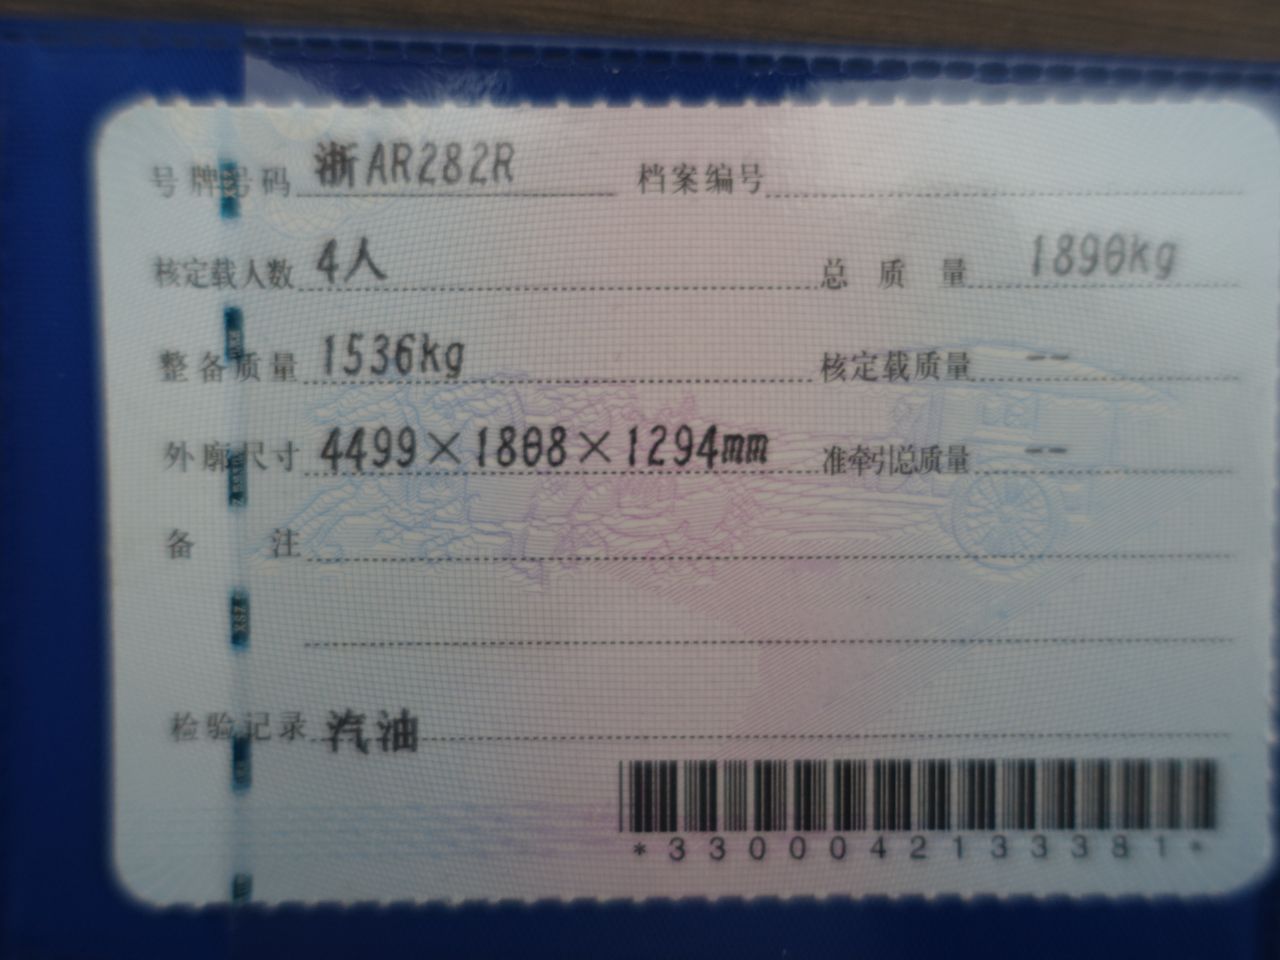 号牌号码 浙AR282R 档案编号
核定载人数 4人 总质量 1890kg
整备质量 1536kg 核定载质量 --
外廓尺寸 4499×1808×1294mm 准牵引总质量 --
备注
检验记录 汽油
*3300042133381*